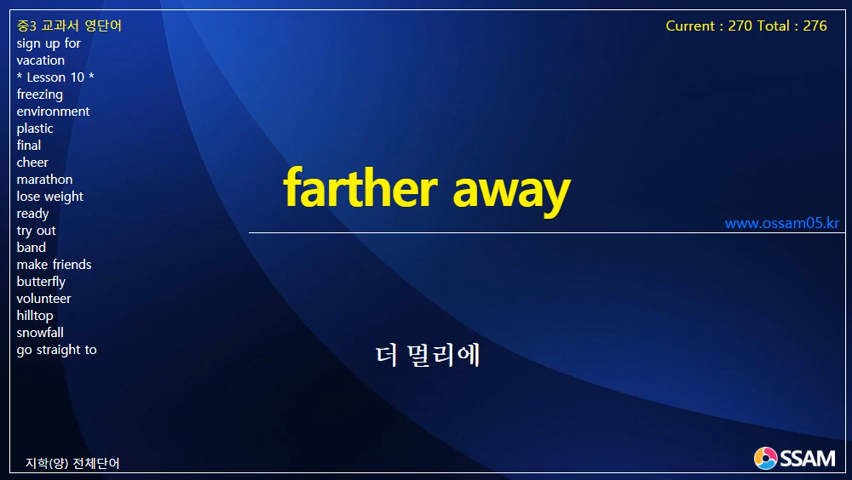 중3 교과서 영단어
sign up for
vacation
* Lesson 10 *
freezing
environment
plastic
final
cheer
marathon
lose weight
ready
try out
band
make friends
butterfly
volunteer
hilltop
snowfall
go straight to
Current : 270 Total : 276
farther away
www.ossam05.kr
더 멀리에
지학(양) 전체단어
OSSAM